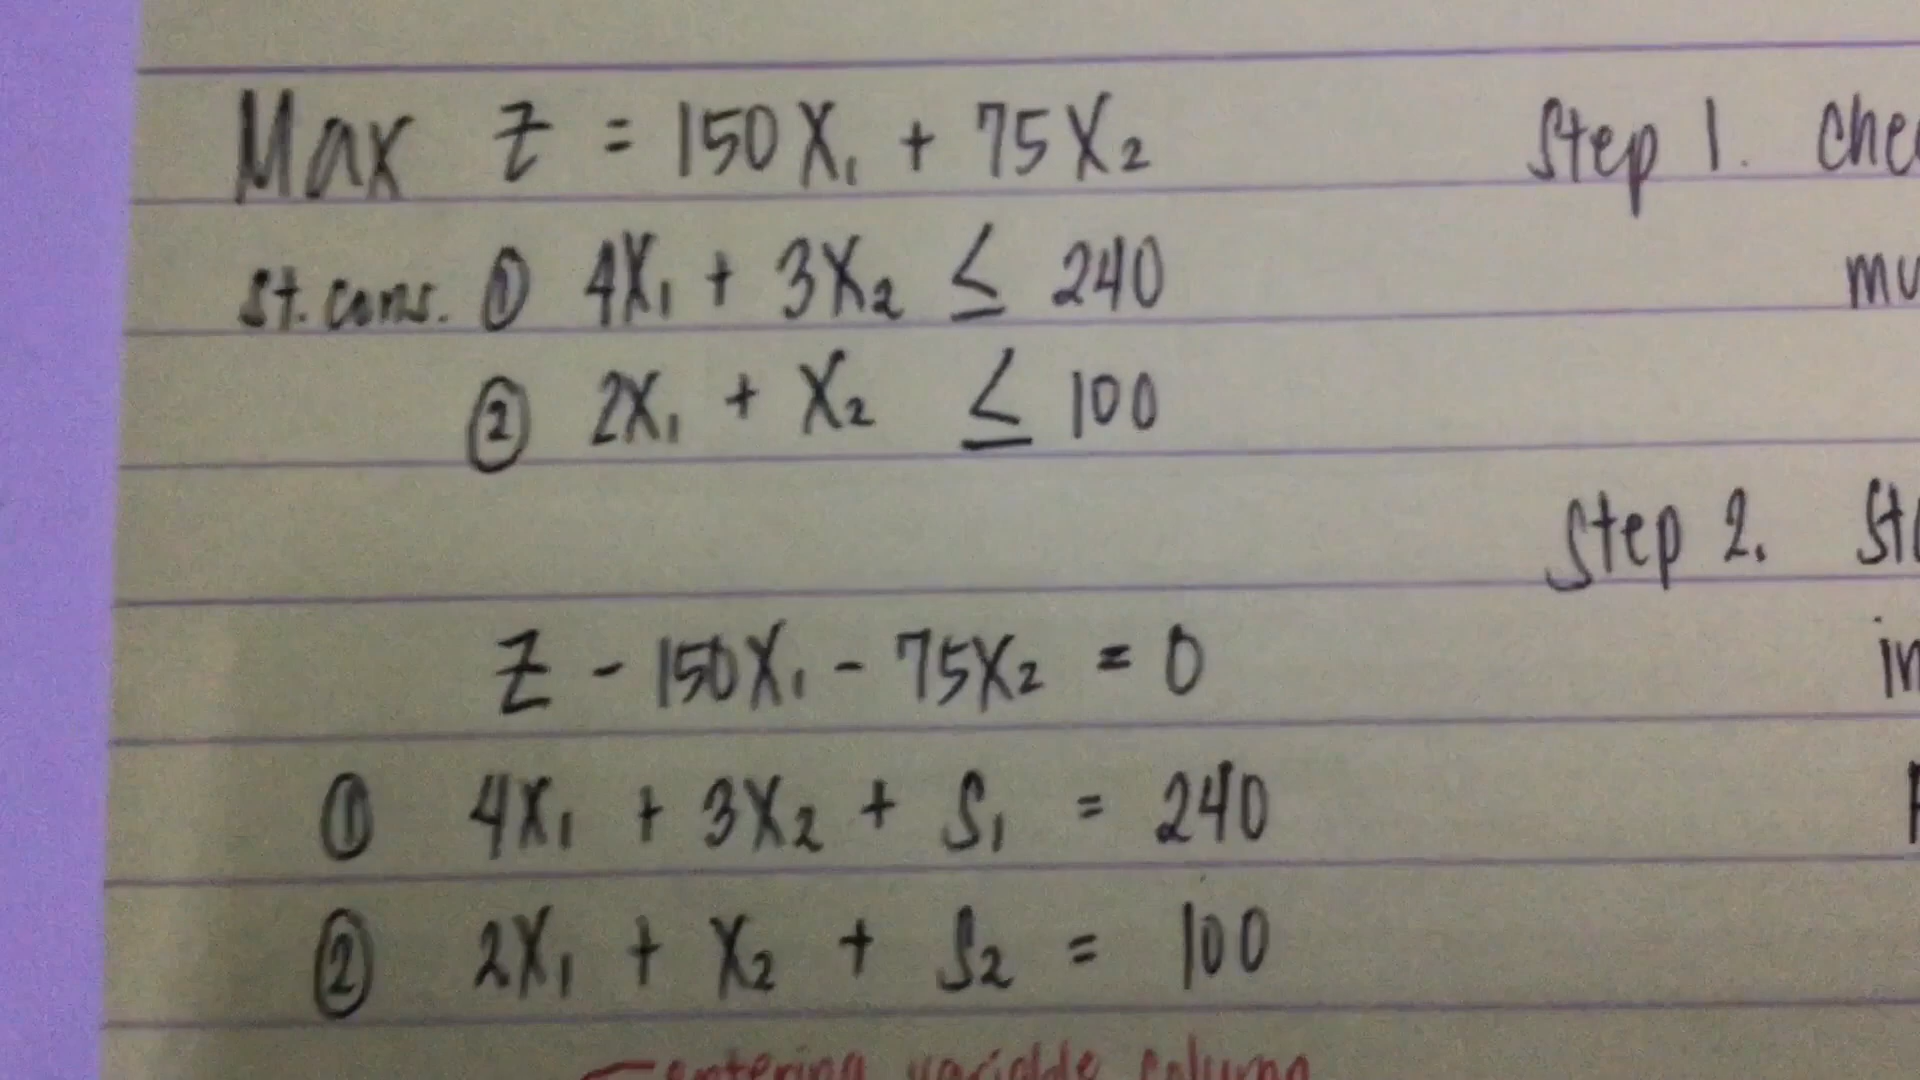 Max Z = 150X₁ + 75X₂
st. cons. ① 4X₁ + 3X₂ ≤ 240
② 2X₁ + X₂ ≤ 100
Z - 150X₁ - 75X₂ = 0
① 4X₁ + 3X₂ + S₁ = 240
② 2X₁ + X₂ + S₂ = 100
entering variable column
Step 1.
Step 2.